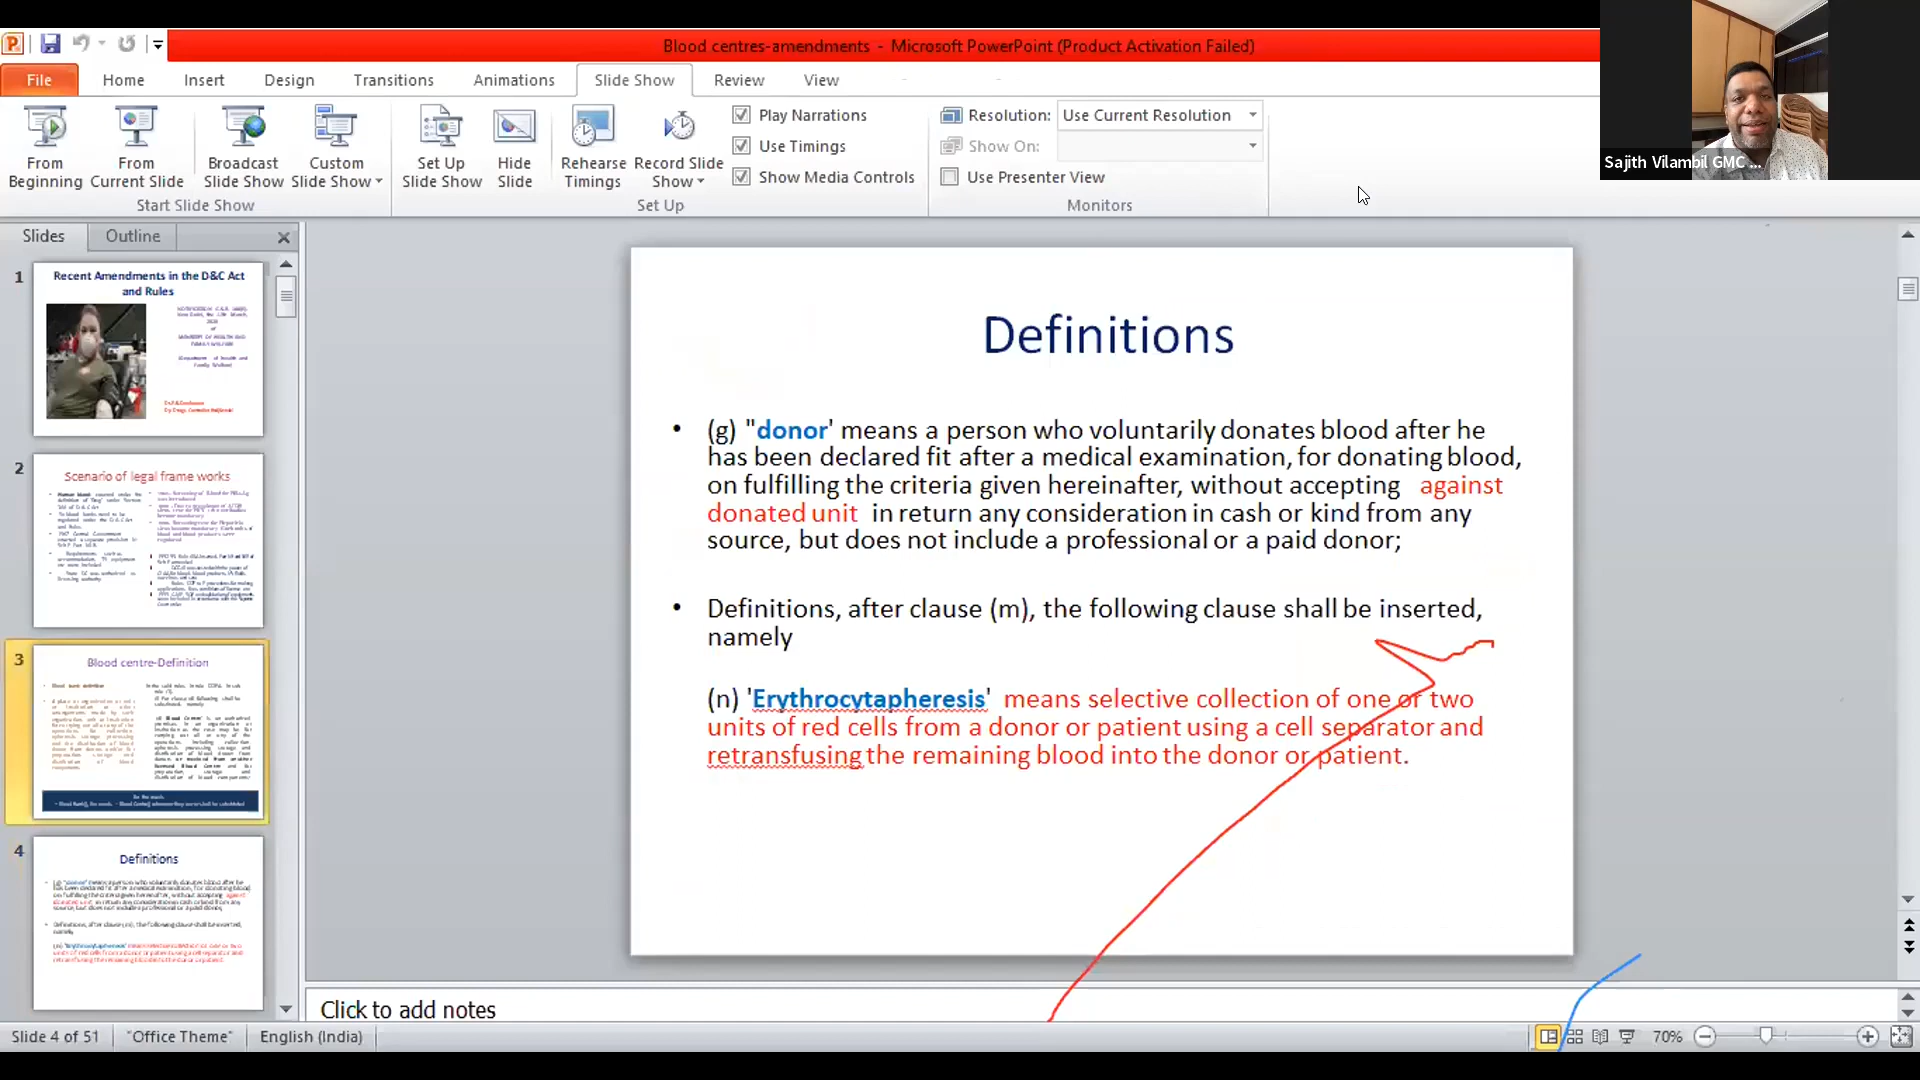 Blood centres-amendments - Microsoft PowerPoint (Product Activation Failed)
File Home Insert Design Transitions Animations Slide Show Review View
From Beginning
From Current Slide
Broadcast Slide Show
Custom Slide Show
Set Up Slide Show
Hide Slide
Rehearse Timings
Record Slide Show
Play Narrations
Use Timings
Show Media Controls
Resolution: Use Current Resolution
Show On:
Use Presenter View
Start Slide Show
Set Up
Monitors
Sajith Vilambil GMC ...
Slides Outline
1
Recent Amendments in the D&C Act
and Rules
2
Scenario of legal frame works
3
Blood centre-Definition
4
Definitions
Definitions
• (g) "donor' means a person who voluntarily donates blood after he
has been declared fit after a medical examination, for donating blood,
on fulfilling the criteria given hereinafter, without accepting against
donated unit in return any consideration in cash or kind from any
source, but does not include a professional or a paid donor;
• Definitions, after clause (m), the following clause shall be inserted,
namely
(n) 'Erythrocytapheresis' means selective collection of one or two
units of red cells from a donor or patient using a cell separator and
retransfusing the remaining blood into the donor or patient.
Click to add notes
Slide 4 of 51 "Office Theme" English (India) 70%